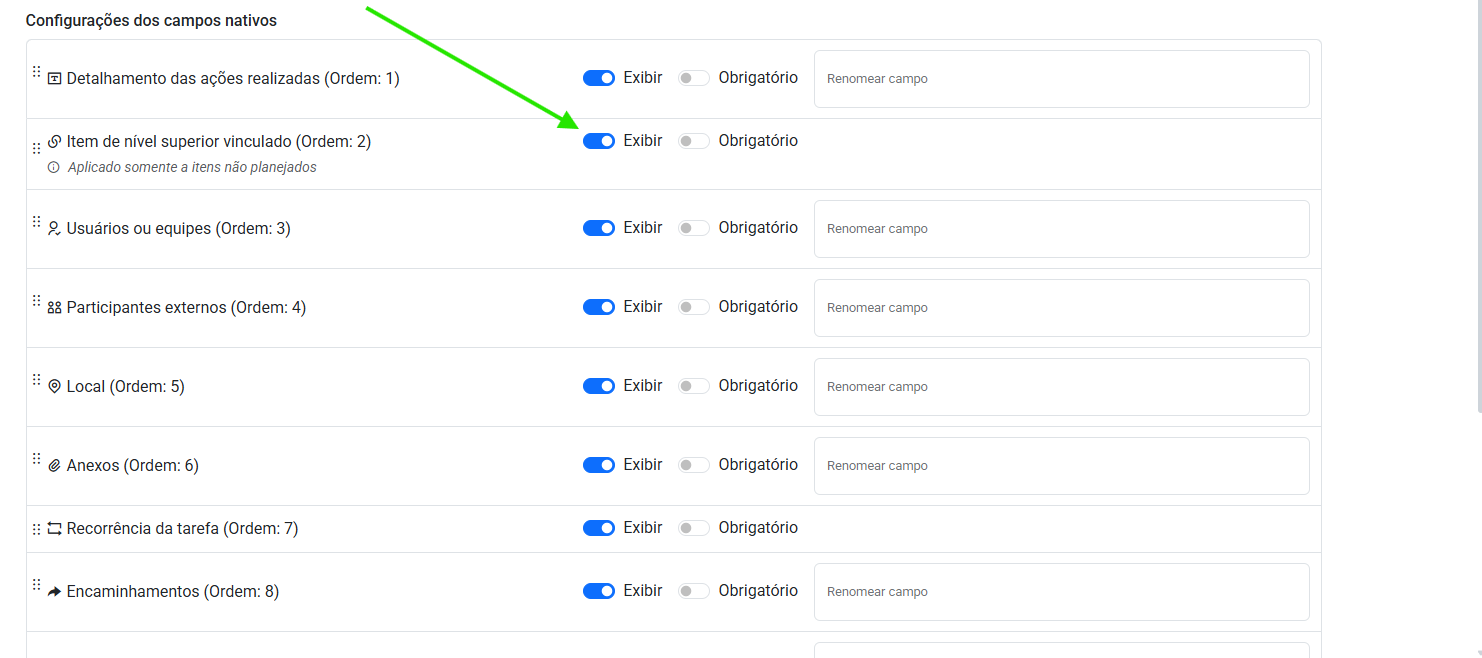 Configurações dos campos nativos
Detalhamento das ações realizadas (Ordem: 1) Exibir Obrigatório Renomear campo
Item de nível superior vinculado (Ordem: 2) Exibir Obrigatório
Aplicado somente a itens não planejados
Usuários ou equipes (Ordem: 3) Exibir Obrigatório Renomear campo
Participantes externos (Ordem: 4) Exibir Obrigatório Renomear campo
Local (Ordem: 5) Exibir Obrigatório Renomear campo
Anexos (Ordem: 6) Exibir Obrigatório Renomear campo
Recorrência da tarefa (Ordem: 7) Exibir Obrigatório
Encaminhamentos (Ordem: 8) Exibir Obrigatório Renomear campo